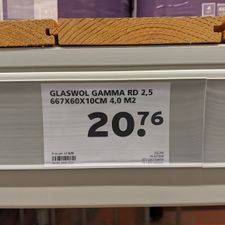 GLASWOL GAMMA RD 2,5
667X60X10CM 4,0 M2
20.76